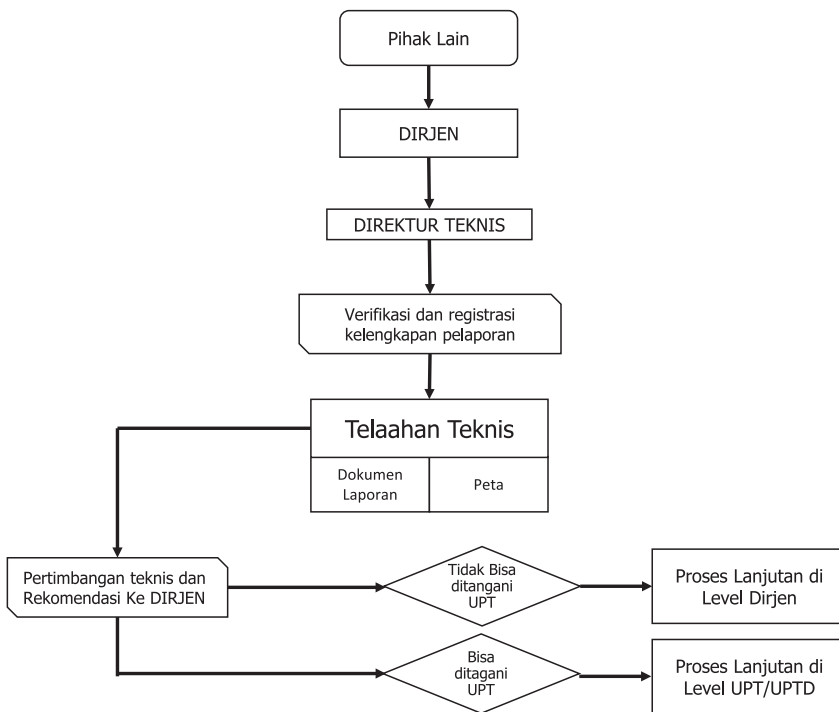 Pihak Lain
DIRJEN
DIREKTUR TEKNIS
Verifikasi dan registrasi
kelengkapan pelaporan
Telaahan Teknis
Dokumen
Laporan
Peta
Pertimbangan teknis dan
Rekomendasi Ke DIRJEN
Tidak Bisa
ditangani
UPT
Proses Lanjutan di
Level Dirjen
Bisa
ditagani
UPT
Proses Lanjutan di
Level UPT/UPTD